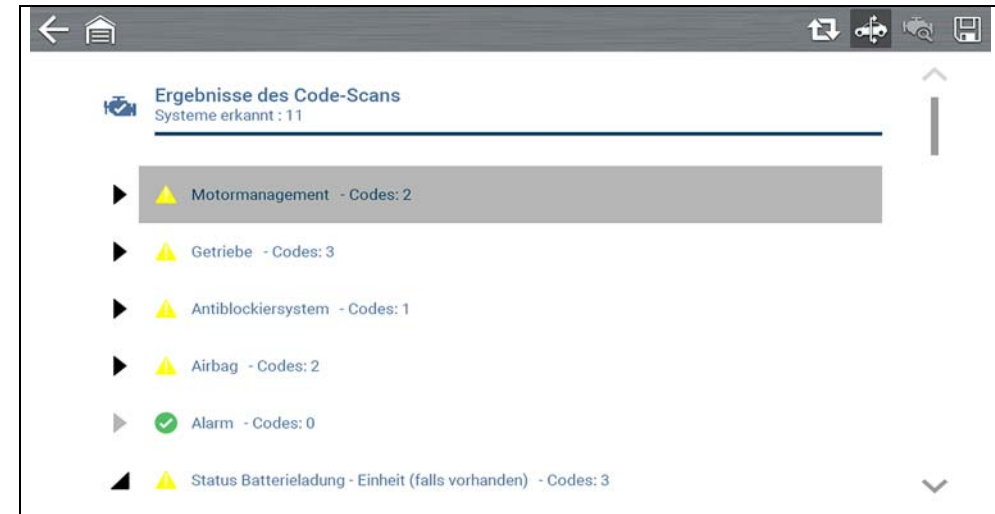 Ergebnisse des Code-Scans
Systeme erkannt : 11
Motormanagement - Codes: 2
Getriebe - Codes: 3
Antiblockiersystem - Codes: 1
Airbag - Codes: 2
Alarm - Codes: 0
Status Batterieladung - Einheit (falls vorhanden) - Codes: 3